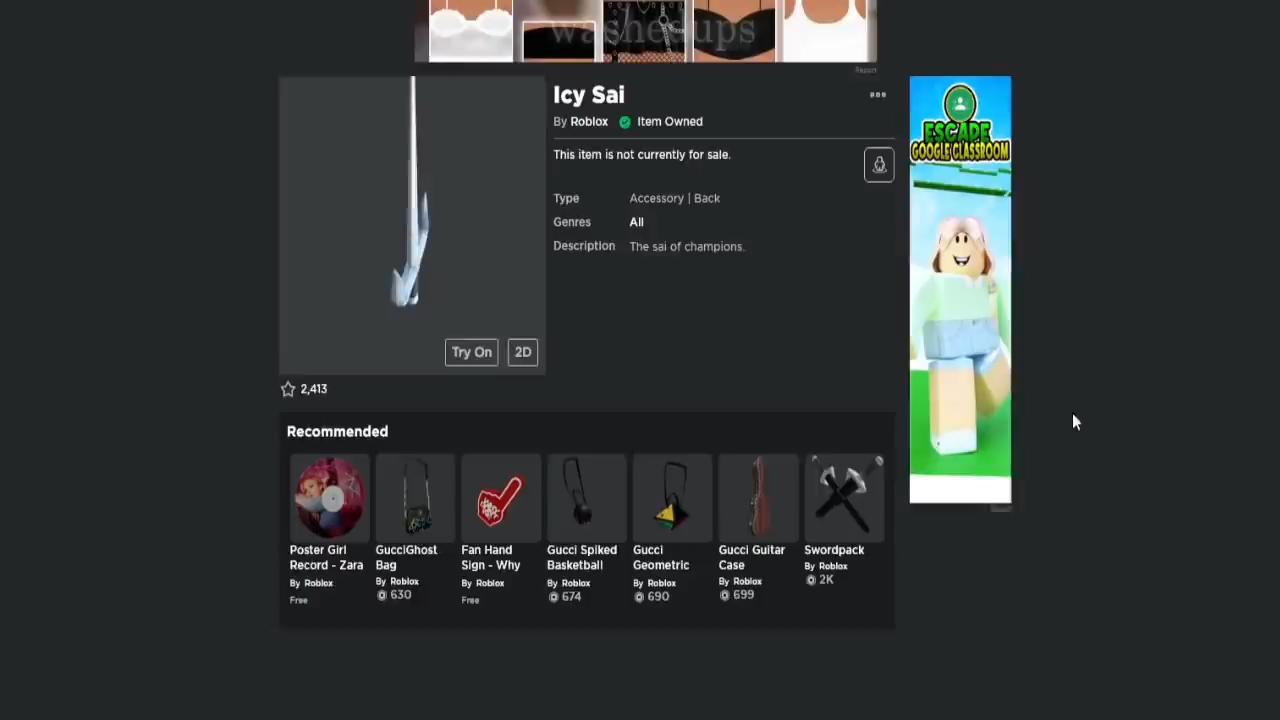 washed ups
Report
Icy Sai
By Roblox Item Owned
This item is not currently for sale.
Type Accessory | Back
Genres All
Description The sai of champions.
Try On 2D
2,413
ESCAPE
GOOGLE CLASSROOM
Recommended
Poster Girl
Record - Zara
By Roblox
Free
GucciGhost
Bag
By Roblox
630
Fan Hand
Sign - Why
By Roblox
Free
Gucci Spiked
Basketball
By Roblox
674
Gucci
Geometric
By Roblox
690
Gucci Guitar
Case
By Roblox
699
Swordpack
By Roblox
2K